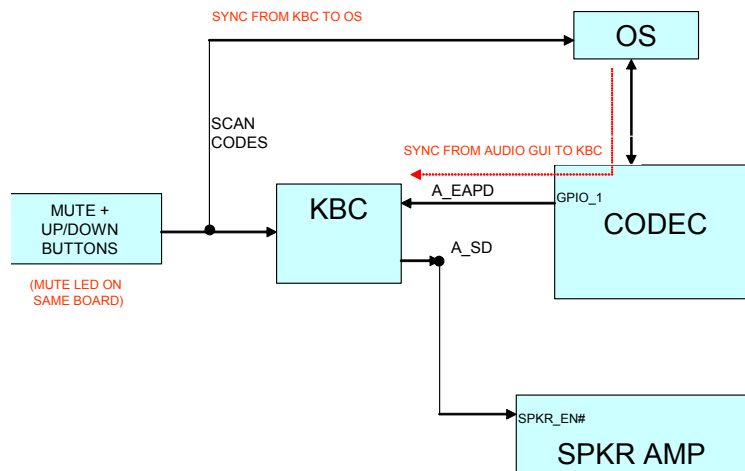 SYNC FROM KBC TO OS
OS
SCAN
CODES
SYNC FROM AUDIO GUI TO KBC
MUTE +
UP/DOWN
BUTTONS
KBC
A_EAPD
GPIO_1
CODEC
A_SD
(MUTE LED ON
SAME BOARD)
SPKR_EN#
SPKR AMP